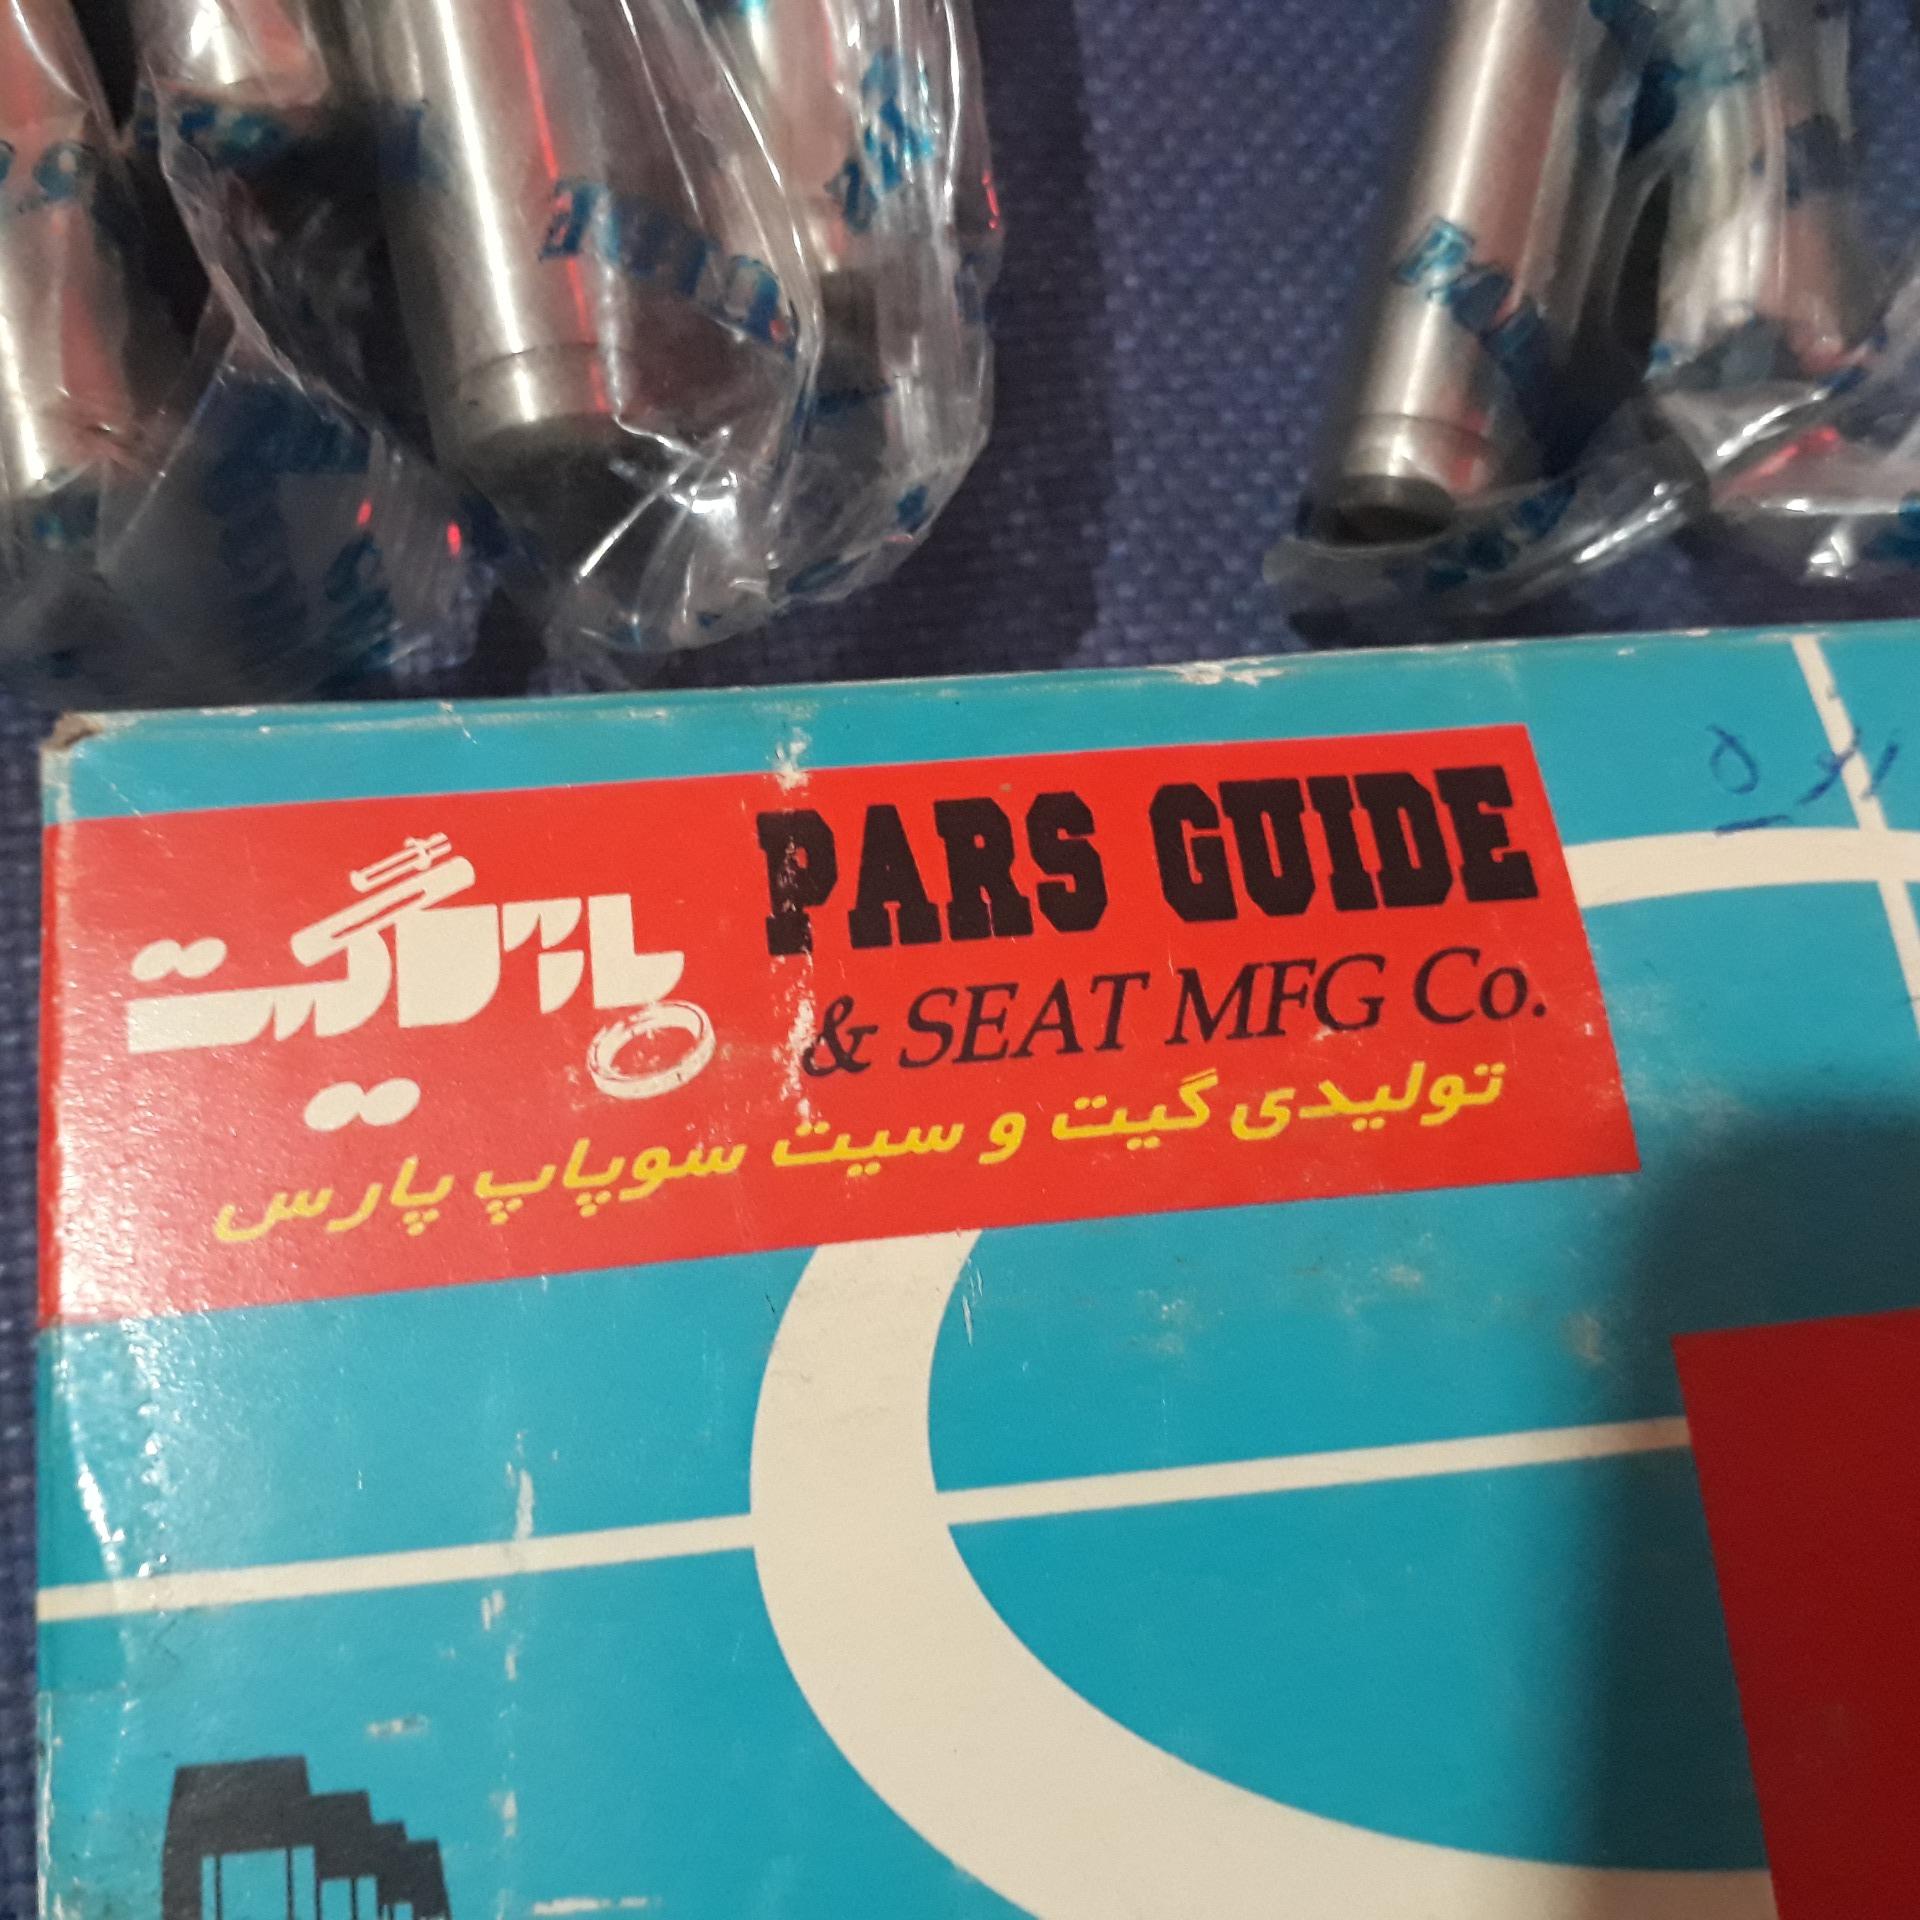 پارس گیت
PARS GUIDE
& SEAT MFG Co.
تولیدی گیت و سیت سوپاپ پارس